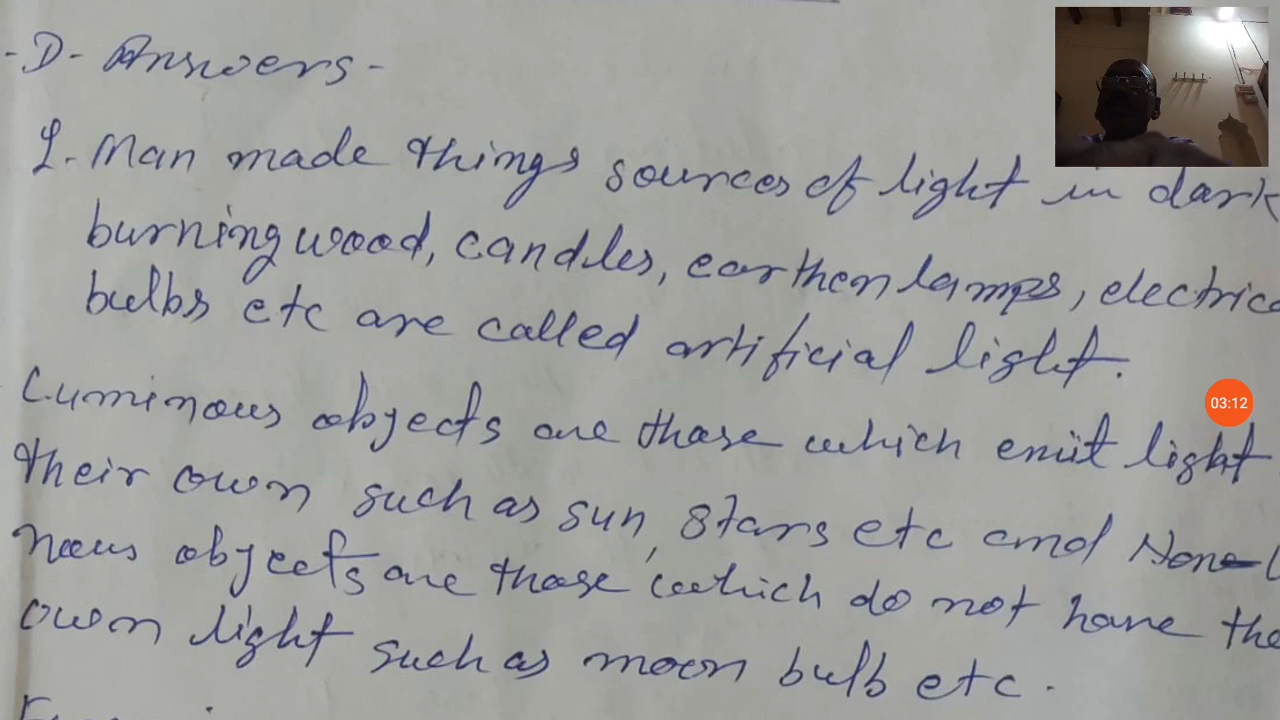 -D- Answers-
1. Man made things sources of light in dark
burning wood, candles, earthen lamps, electric
bulbs etc are called artificial light.
Luminous objects are those which emit light
their own such as sun, stars etc and None-
nous objects are those which do not have the
own light such as moon bulb etc.
03:12